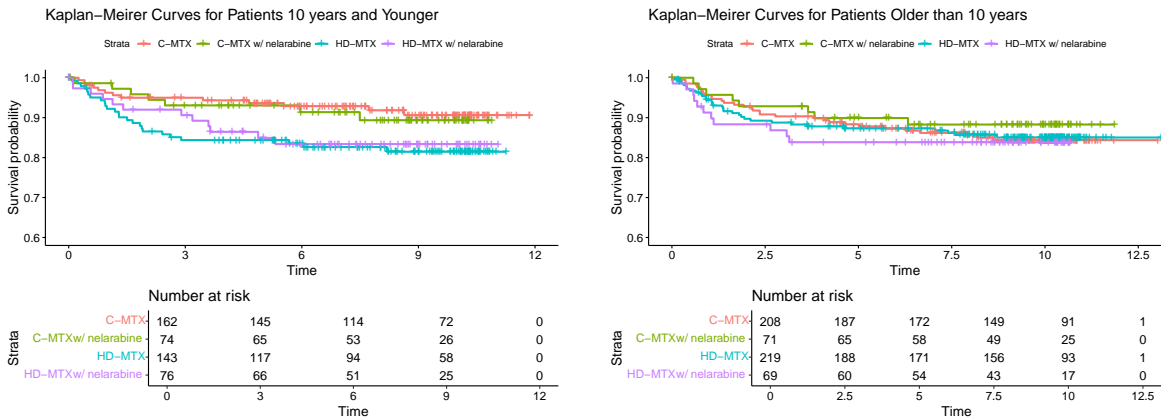 Kaplan−Meirer Curves for Patients 10 years and Younger
Strata C−MTX C−MTX w/ nelarabine HD−MTX HD−MTX w/ nelarabine
Survival probability
1.0
0.9
0.8
0.7
0.6
0 3 6 9 12
Time
Number at risk
Strata
C−MTX 162 145 114 72 0
C−MTXw/ nelarabine 74 65 53 26 0
HD−MTX 143 117 94 58 0
HD−MTXw/ nelarabine 76 66 51 25 0
0 3 6 9 12
Time
Kaplan−Meirer Curves for Patients Older than 10 years
Strata C−MTX C−MTX w/ nelarabine HD−MTX HD−MTX w/ nelarabine
Survival probability
1.0
0.9
0.8
0.7
0.6
0 2.5 5 7.5 10 12.5
Time
Number at risk
Strata
C−MTX 208 187 172 149 91 1
C−MTXw/ nelarabine 71 65 58 49 25 0
HD−MTX 219 188 171 156 93 1
HD−MTXw/ nelarabine 69 60 54 43 17 0
0 2.5 5 7.5 10 12.5
Time